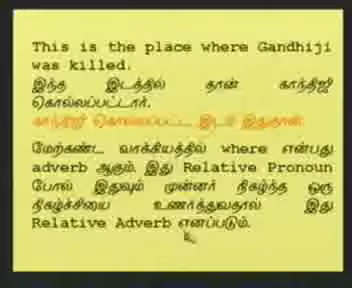 This is the place where Gandhiji
was killed.
இந்த இடத்தில் தான் காந்திஜி
கொல்லப்பட்டார்.
காந்திஜி கொல்லப்பட்ட இடம் இதுதான்.
மேற்கண்ட வாக்கியத்தில் where என்பது
adverb ஆகும். இது Relative Pronoun
போல் இதுவும் முன்னர் நிகழ்ந்த ஒரு
நிகழ்ச்சியை உணர்த்துவதால் இது
Relative Adverb எனப்படும்.